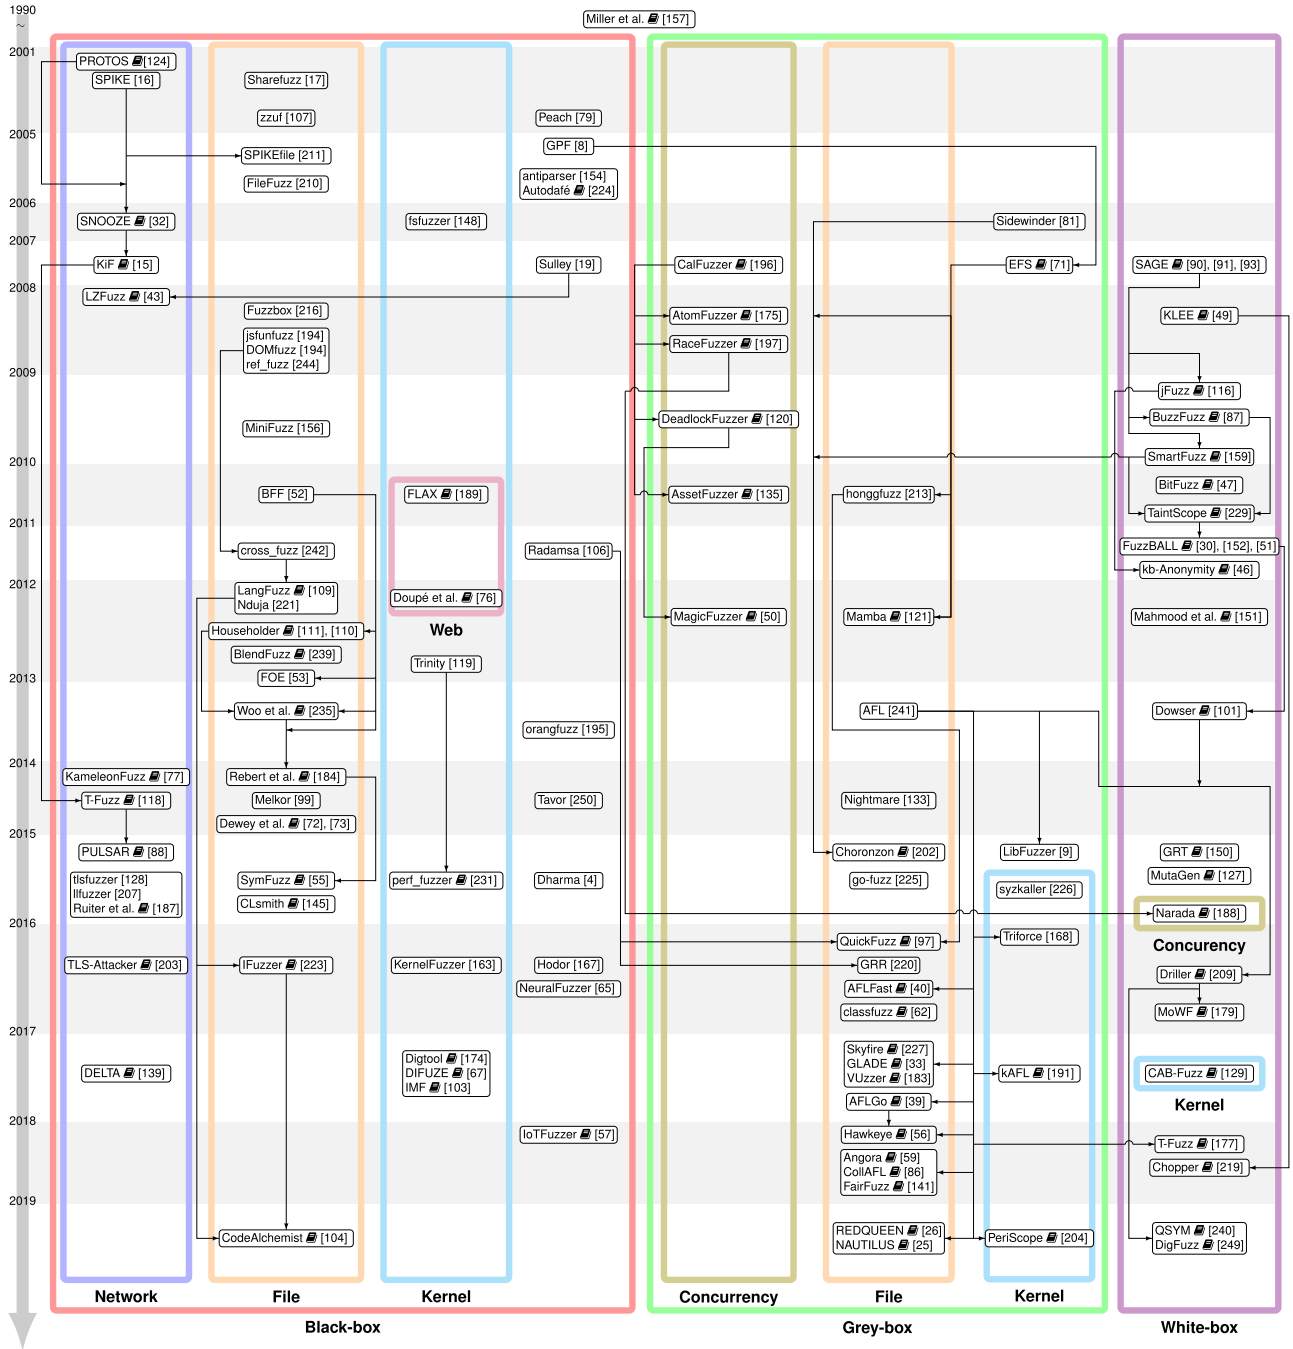 1990
Miller et al. [157]
~
2001
PROTOS [124]
SPIKE [16]
Sharefuzz [17]
zzuf [107]
Peach [79]
2005
GPF [8]
SPIKEfile [211]
FileFuzz [210]
antiparser [154]
Autodafé [224]
2006
SNOOZE [32]
fsfuzzer [148]
Sidewinder [81]
2007
KiF [15]
Sulley [19]
CalFuzzer [196]
EFS [71]
SAGE [90], [91], [93]
2008
LZFuzz [43]
Fuzzbox [216]
AtomFuzzer [175]
KLEE [49]
jsfunfuzz [194]
DOMfuzz [194]
ref_fuzz [244]
RaceFuzzer [197]
2009
jFuzz [116]
MiniFuzz [156]
DeadlockFuzzer [120]
BuzzFuzz [87]
2010
SmartFuzz [159]
BitFuzz [47]
BFF [52]
FLAX [189]
AssetFuzzer [135]
honggfuzz [213]
TaintScope [229]
2011
cross_fuzz [242]
Radamsa [106]
FuzzBALL [30], [152], [51]
kb-Anonymity [46]
2012
LangFuzz [109]
Nduja [221]
Doupé et al. [76]
MagicFuzzer [50]
Mamba [121]
Mahmood et al. [151]
Householder [111], [110]
Web
BlendFuzz [239]
Trinity [119]
FOE [53]
2013
Woo et al. [235]
orangfuzz [195]
AFL [241]
Dowser [101]
2014
KameleonFuzz [77]
Rebert et al. [184]
T-Fuzz [118]
Melkor [99]
Tavor [250]
Nightmare [133]
Dewey et al. [72], [73]
2015
PULSAR [88]
Choronzon [202]
LibFuzzer [9]
GRT [150]
tlsfuzzer [128]
llfuzzer [207]
Ruiter et al. [187]
SymFuzz [55]
perf_fuzzer [231]
Dharma [4]
go-fuzz [225]
syzkaller [226]
MutaGen [127]
CLsmith [145]
Narada [188]
2016
Concurency
QuickFuzz [97]
Triforce [168]
TLS-Attacker [203]
IFuzzer [223]
KernelFuzzer [163]
Hodor [167]
GRR [220]
Driller [209]
NeuralFuzzer [65]
AFLFast [40]
classfuzz [62]
MoWF [179]
2017
DELTA [139]
Digtool [174]
DIFUZE [67]
IMF [103]
Skyfire [227]
GLADE [33]
VUzzer [183]
kAFL [191]
CAB-Fuzz [129]
AFLGo [39]
Kernel
2018
IoTFuzzer [57]
Hawkeye [56]
T-Fuzz [177]
Angora [59]
CollAFL [86]
FairFuzz [141]
Chopper [219]
2019
CodeAlchemist [104]
REDQUEEN [26]
NAUTILUS [25]
PeriScope [204]
QSYM [240]
DigFuzz [249]
Network
File
Kernel
Concurrency
File
Kernel
Black-box
Grey-box
White-box